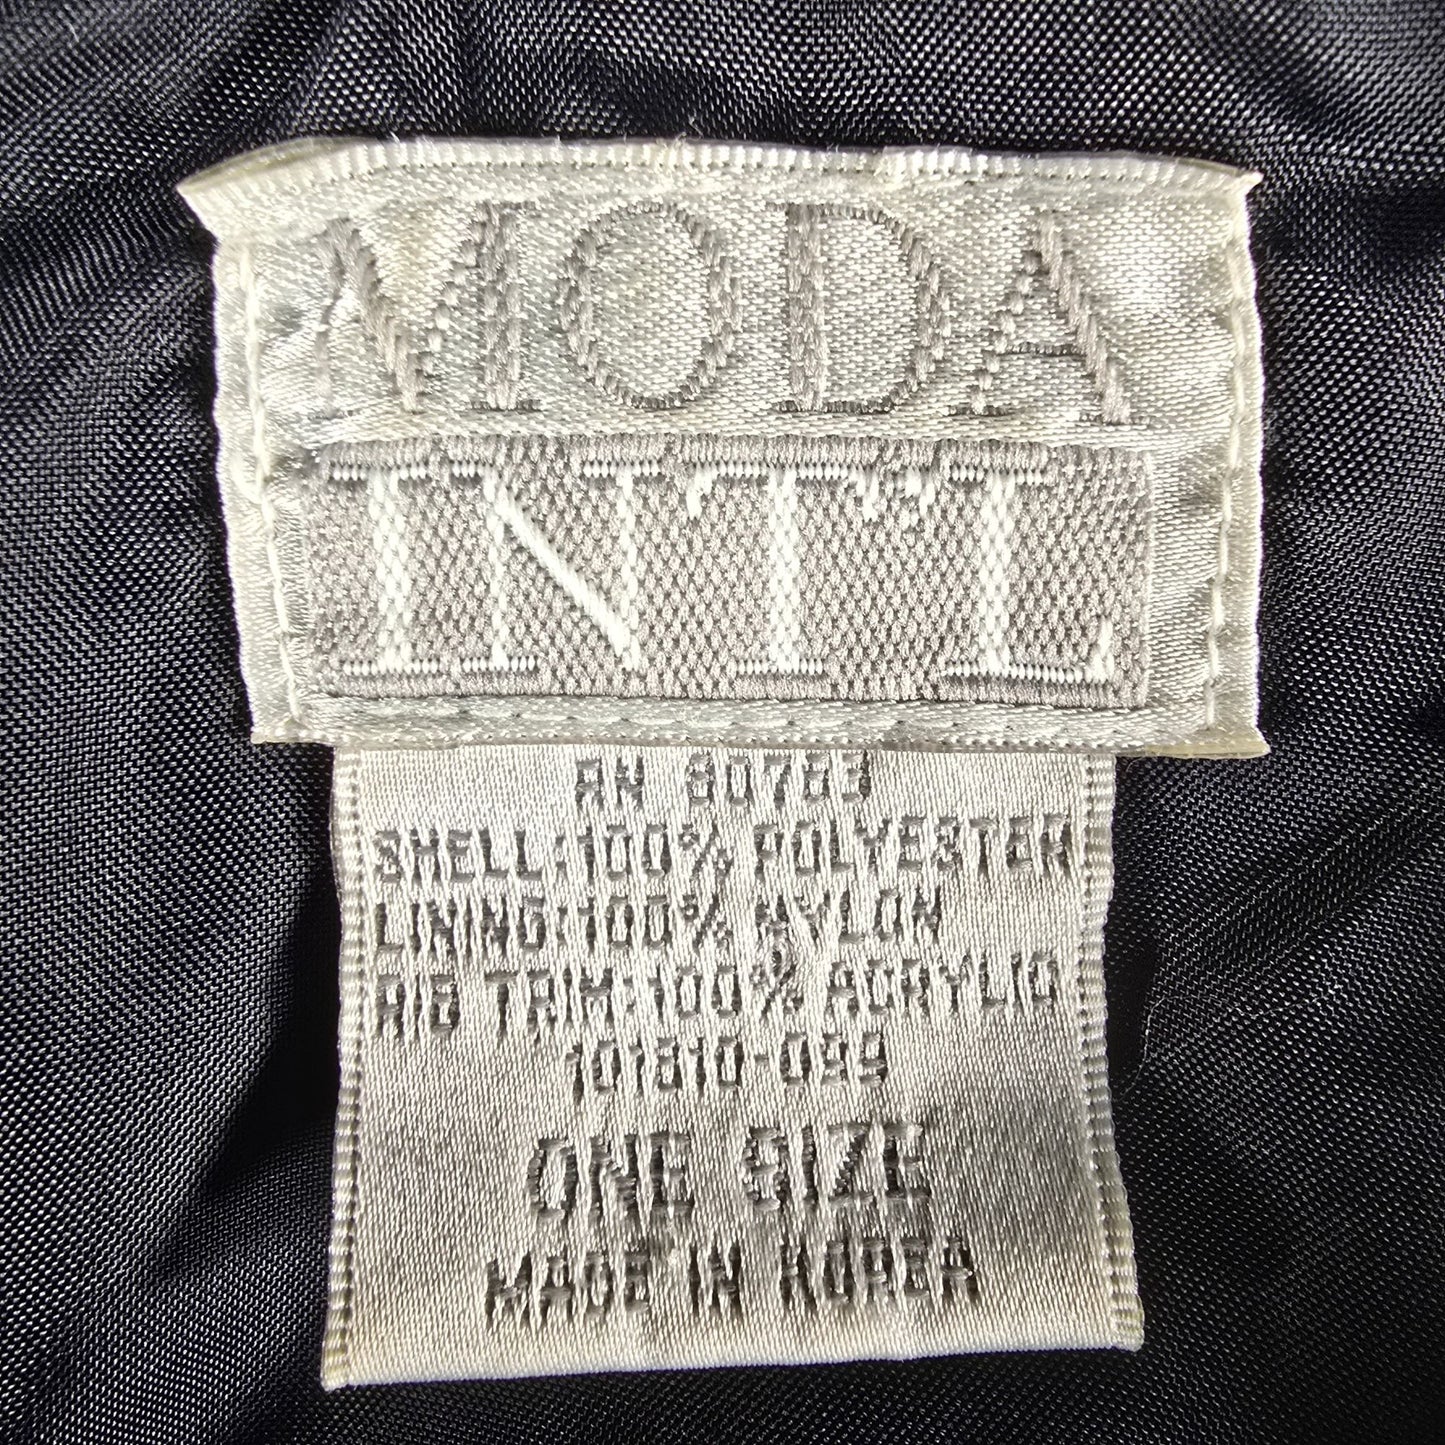 MODA
INT'L
RN 80783
SHELL:100% POLYESTER
LINING:100% NYLON
RIB TRIM:100% ACRYLIC
101810-099
ONE SIZE
MADE IN KOREA